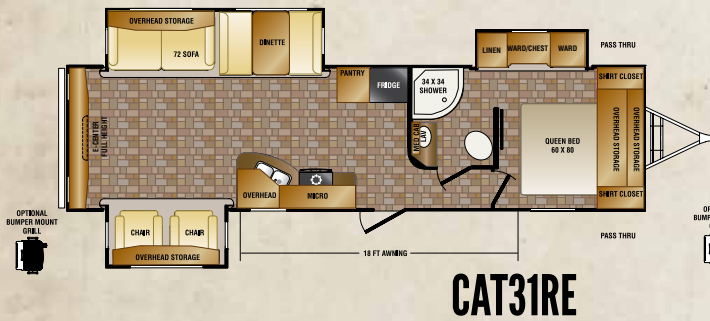 OVERHEAD STORAGE
72 SOFA
DINETTE
PANTRY
FRIDGE
34 X 34
SHOWER
MED CAB
LAV
LINEN
WARD/CHEST
WARD
PASS THRU
SHIRT CLOSET
OVERHEAD STORAGE
OVERHEAD STORAGE
QUEEN BED
60 X 80
SHIRT CLOSET
PASS THRU
E-CENTER
FULL HEIGHT
OVERHEAD
MICRO
CHAIR
CHAIR
OVERHEAD STORAGE
OPTIONAL
BUMPER MOUNT
GRILL
18 FT AWNING
CAT31RE